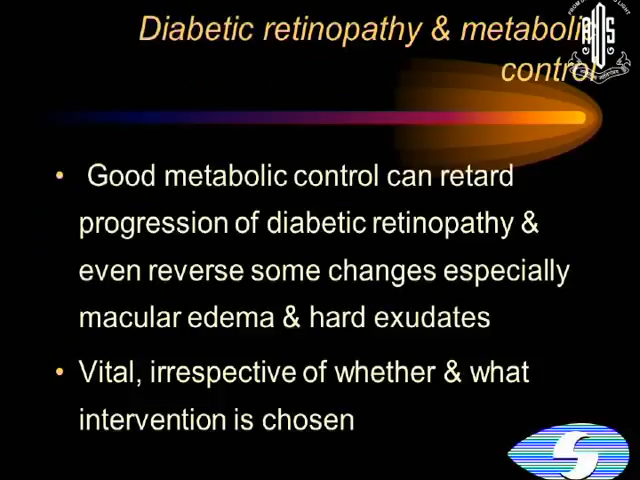 Diabetic retinopathy & metabolic
control
• Good metabolic control can retard
progression of diabetic retinopathy &
even reverse some changes especially
macular edema & hard exudates
• Vital, irrespective of whether & what
intervention is chosen